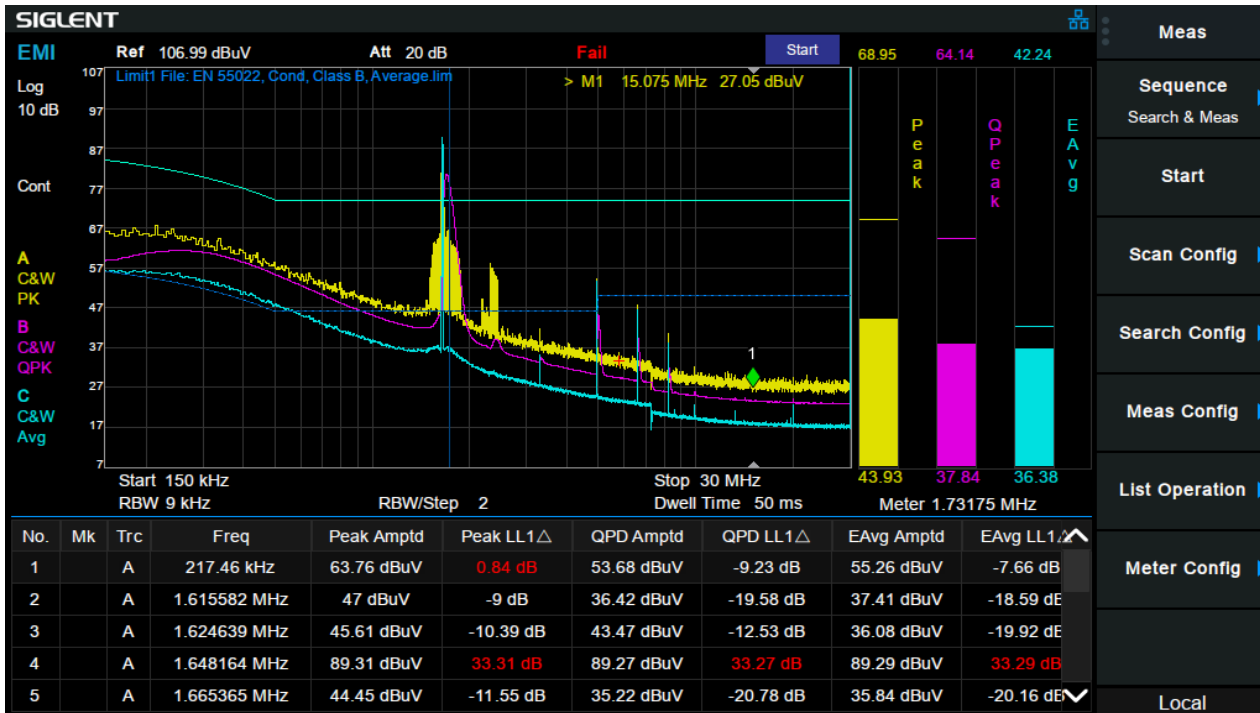 SIGLENT
EMI
Ref 106.99 dBuV
Att 20 dB
Fail
Start
68.95
64.14
42.24
Log
10 dB
Cont
A
C&W
PK
B
C&W
QPK
C
C&W
Avg
107
97
87
77
67
57
47
37
27
17
7
Limit1 File: EN 55022, Cond, Class B,Average.lim
> M1 15.075 MHz 27.05 dBuV
1
Peak
QPeak
EAvg
43.93
37.84
36.38
Start 150 kHz
Stop 30 MHz
RBW 9 kHz
RBW/Step 2
Dwell Time 50 ms
Meter 1.73175 MHz
No. Mk Trc Freq Peak Amptd Peak LL1△ QPD Amptd QPD LL1△ EAvg Amptd EAvg LL1△
1 A 217.46 kHz 63.76 dBuV 0.84 dB 53.68 dBuV -9.23 dB 55.26 dBuV -7.66 dB
2 A 1.615582 MHz 47 dBuV -9 dB 36.42 dBuV -19.58 dB 37.41 dBuV -18.59 dB
3 A 1.624639 MHz 45.61 dBuV -10.39 dB 43.47 dBuV -12.53 dB 36.08 dBuV -19.92 dB
4 A 1.648164 MHz 89.31 dBuV 33.31 dB 89.27 dBuV 33.27 dB 89.29 dBuV 33.29 dB
5 A 1.665365 MHz 44.45 dBuV -11.55 dB 35.22 dBuV -20.78 dB 35.84 dBuV -20.16 dB
Meas
Sequence
Search & Meas
Start
Scan Config
Search Config
Meas Config
List Operation
Meter Config
Local